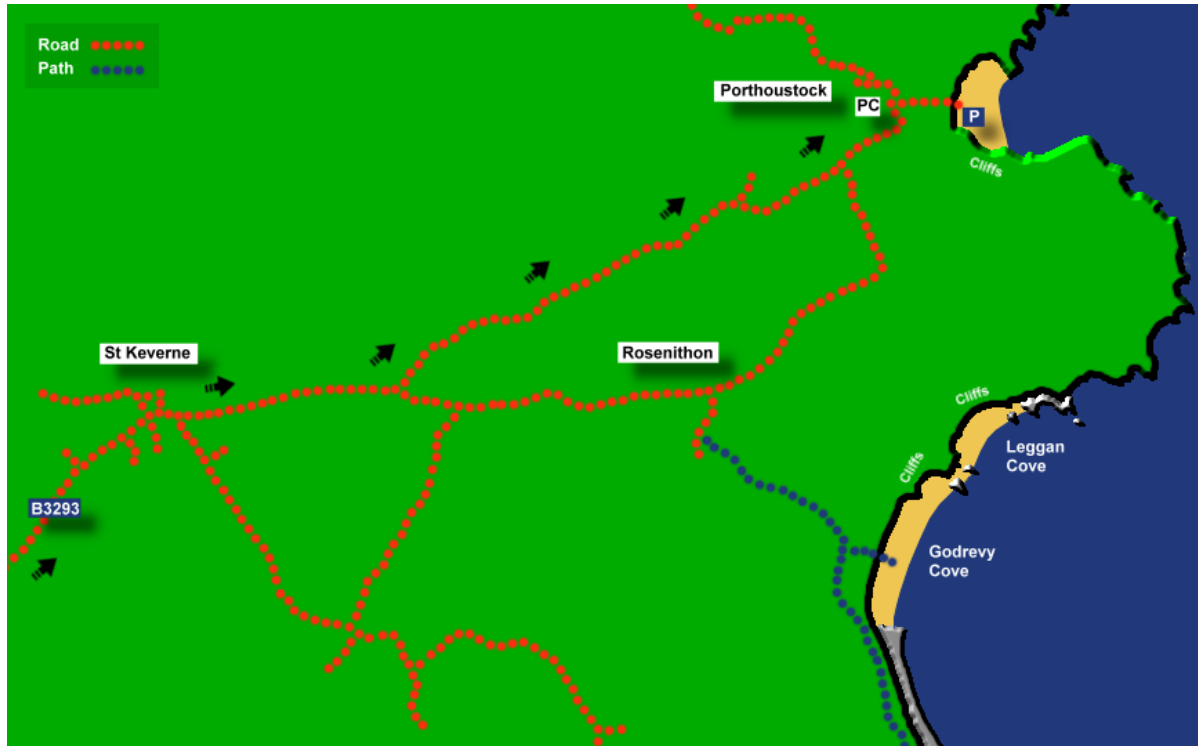 Road
Path
Porthoustock
PC
P
Cliffs
St Keverne
Rosenithon
Cliffs
Cliffs
Leggan
Cove
B3293
Godrevy
Cove